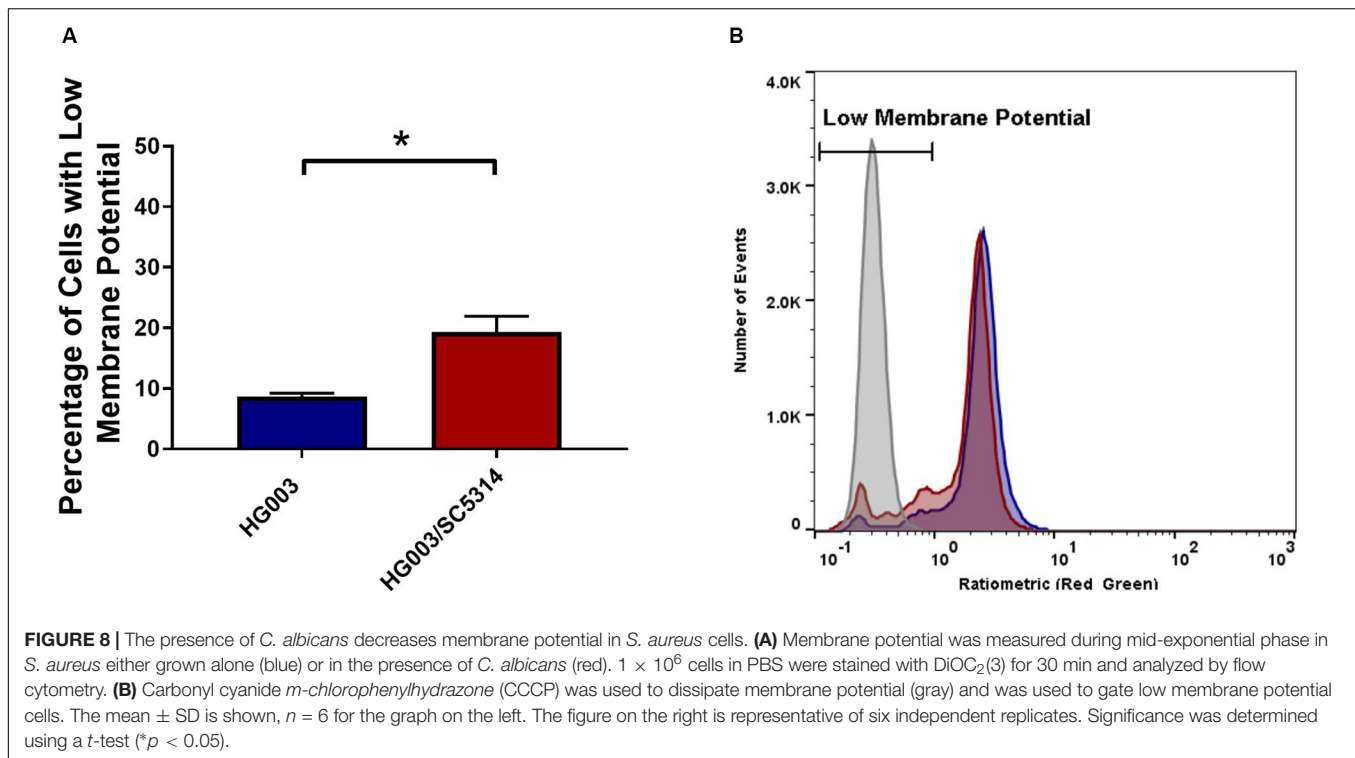 A
B
Percentage of Cells with Low
Membrane Potential
50
40
30
20
10
0
*
HG003
HG003/SC5314
Number of Events
4.0K
3.0K
2.0K
1.0K
0
Low Membrane Potential
10^-1
10^0
10^1
10^2
10^3
Ratiometric (Red Green)
FIGURE 8 | The presence of C. albicans decreases membrane potential in S. aureus cells. (A) Membrane potential was measured during mid-exponential phase in
S. aureus either grown alone (blue) or in the presence of C. albicans (red). 1 × 10⁶ cells in PBS were stained with DiOC₂(3) for 30 min and analyzed by flow
cytometry. (B) Carbonyl cyanide m-chlorophenylhydrazone (CCCP) was used to dissipate membrane potential (gray) and was used to gate low membrane potential
cells. The mean ± SD is shown, n = 6 for the graph on the left. The figure on the right is representative of six independent replicates. Significance was determined
using a t-test (*p < 0.05).